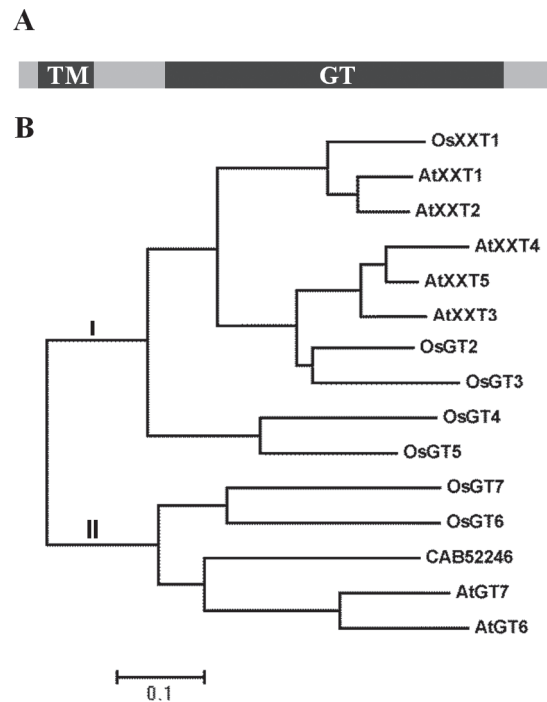 A
TM GT
B
OsXXT1
AtXXT1
AtXXT2
AtXXT4
AtXXT5
I
AtXXT3
OsGT2
OsGT3
OsGT4
OsGT5
OsGT7
II
OsGT6
CAB52246
AtGT7
AtGT6
0.1